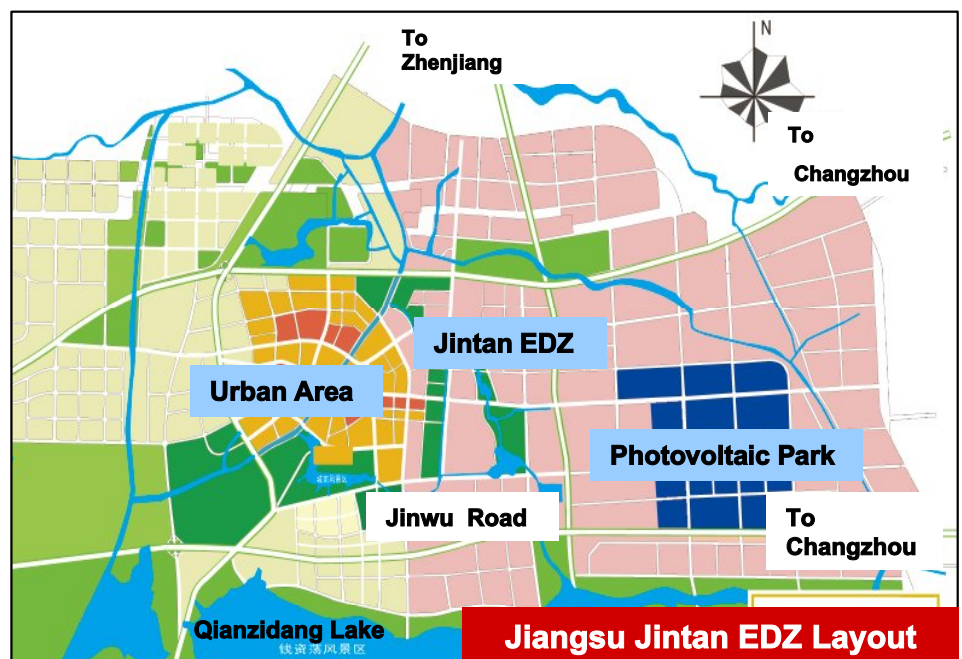 To
Zhenjiang
N
To
Changzhou
Jintan EDZ
Urban Area
Photovoltaic Park
Jinwu Road
To
Changzhou
Qianzidang Lake
钱资荡风景区
Jiangsu Jintan EDZ Layout